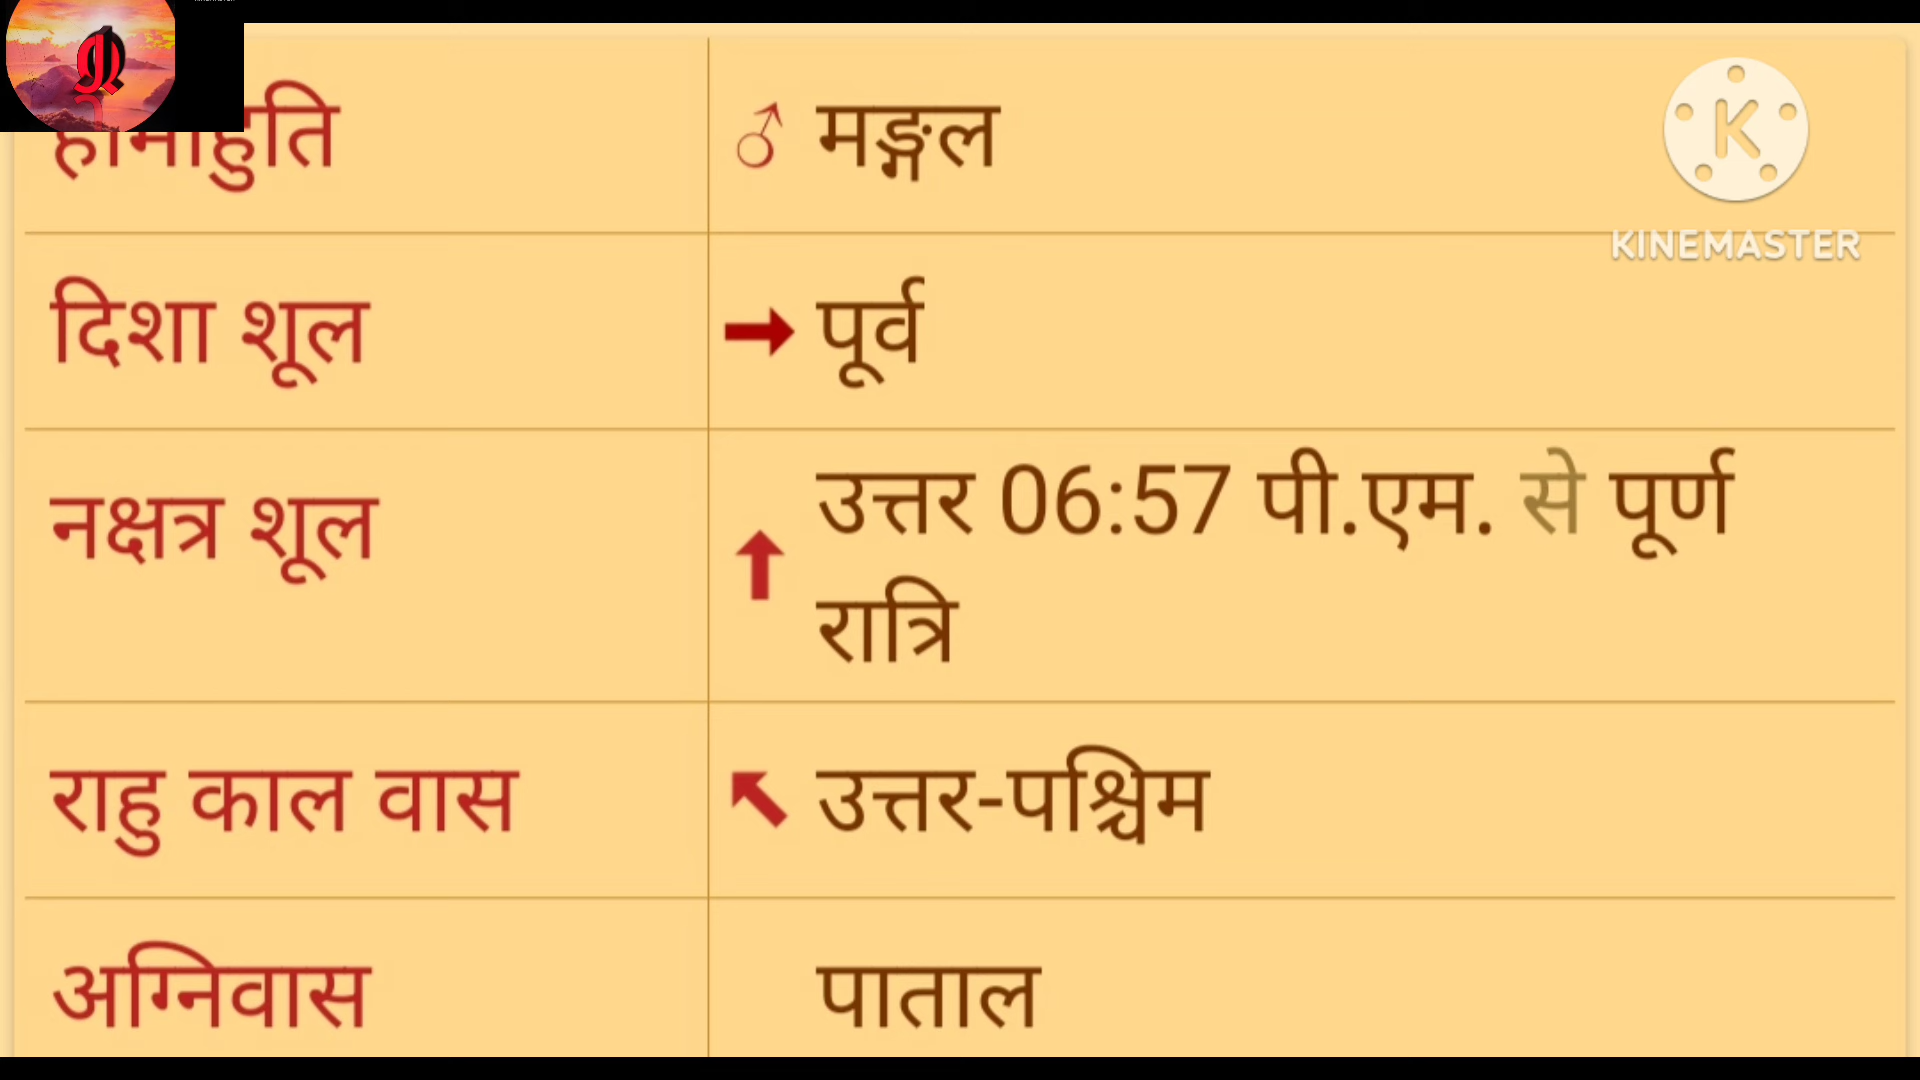 होमाहुति ♂ मङ्गल
KINEMASTER
दिशा शूल पूर्व
नक्षत्र शूल उत्तर 06:57 पी.एम. से पूर्ण
रात्रि
राहु काल वास उत्तर-पश्चिम
अग्निवास पाताल